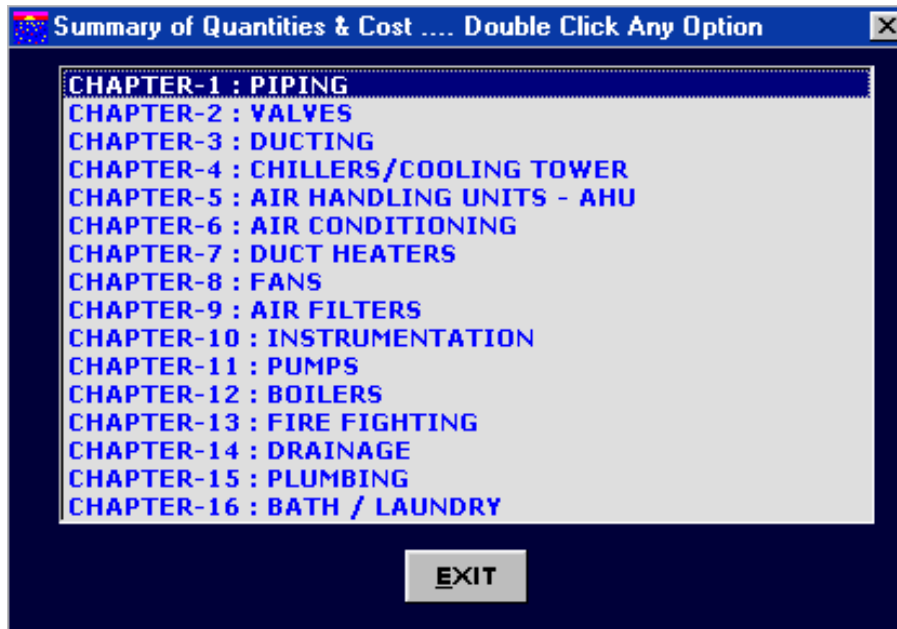 Summary of Quantities & Cost .... Double Click Any Option
CHAPTER-1 : PIPING
CHAPTER-2 : VALVES
CHAPTER-3 : DUCTING
CHAPTER-4 : CHILLERS/COOLING TOWER
CHAPTER-5 : AIR HANDLING UNITS - AHU
CHAPTER-6 : AIR CONDITIONING
CHAPTER-7 : DUCT HEATERS
CHAPTER-8 : FANS
CHAPTER-9 : AIR FILTERS
CHAPTER-10 : INSTRUMENTATION
CHAPTER-11 : PUMPS
CHAPTER-12 : BOILERS
CHAPTER-13 : FIRE FIGHTING
CHAPTER-14 : DRAINAGE
CHAPTER-15 : PLUMBING
CHAPTER-16 : BATH / LAUNDRY
EXIT